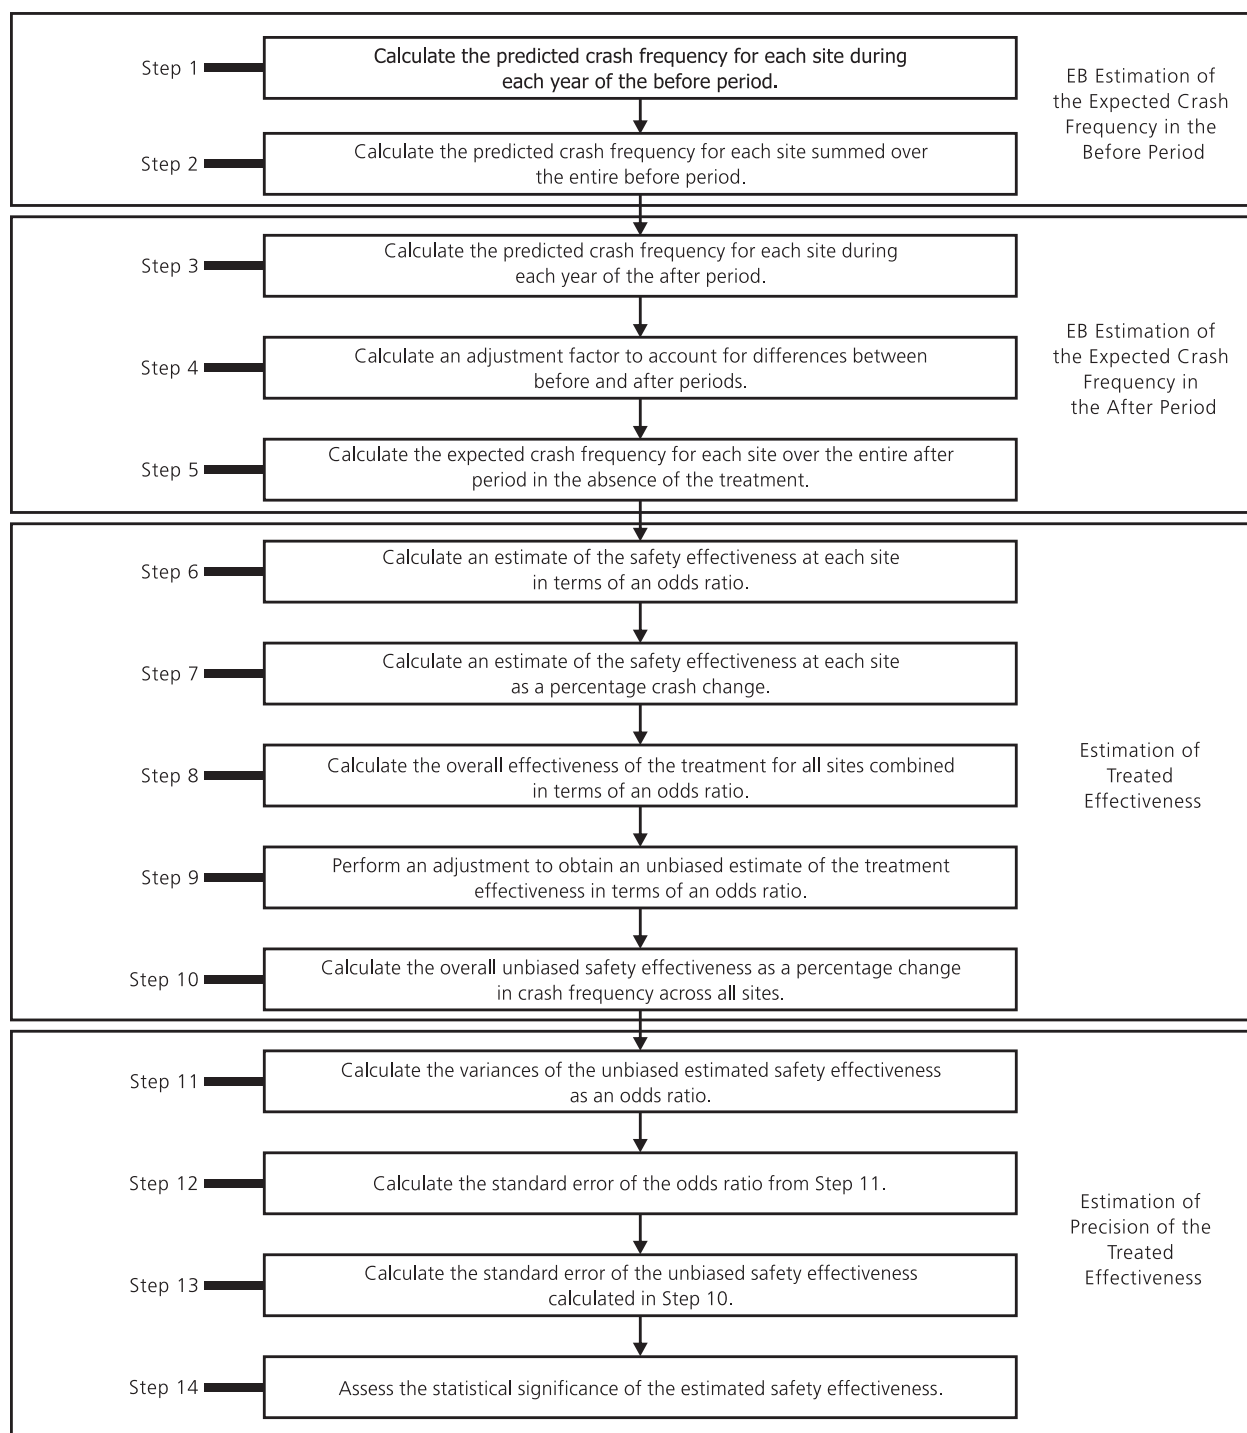 Step 1
Calculate the predicted crash frequency for each site during
each year of the before period.
Step 2
Calculate the predicted crash frequency for each site summed over
the entire before period.
EB Estimation of
the Expected Crash
Frequency in the
Before Period
Step 3
Calculate the predicted crash frequency for each site during
each year of the after period.
Step 4
Calculate an adjustment factor to account for differences between
before and after periods.
Step 5
Calculate the expected crash frequency for each site over the entire after
period in the absence of the treatment.
EB Estimation of
the Expected Crash
Frequency in
the After Period
Step 6
Calculate an estimate of the safety effectiveness at each site
in terms of an odds ratio.
Step 7
Calculate an estimate of the safety effectiveness at each site
as a percentage crash change.
Step 8
Calculate the overall effectiveness of the treatment for all sites combined
in terms of an odds ratio.
Step 9
Perform an adjustment to obtain an unbiased estimate of the treatment
effectiveness in terms of an odds ratio.
Step 10
Calculate the overall unbiased safety effectiveness as a percentage change
in crash frequency across all sites.
Estimation of
Treated
Effectiveness
Step 11
Calculate the variances of the unbiased estimated safety effectiveness
as an odds ratio.
Step 12
Calculate the standard error of the odds ratio from Step 11.
Step 13
Calculate the standard error of the unbiased safety effectiveness
calculated in Step 10.
Step 14
Assess the statistical significance of the estimated safety effectiveness.
Estimation of
Precision of the
Treated
Effectiveness